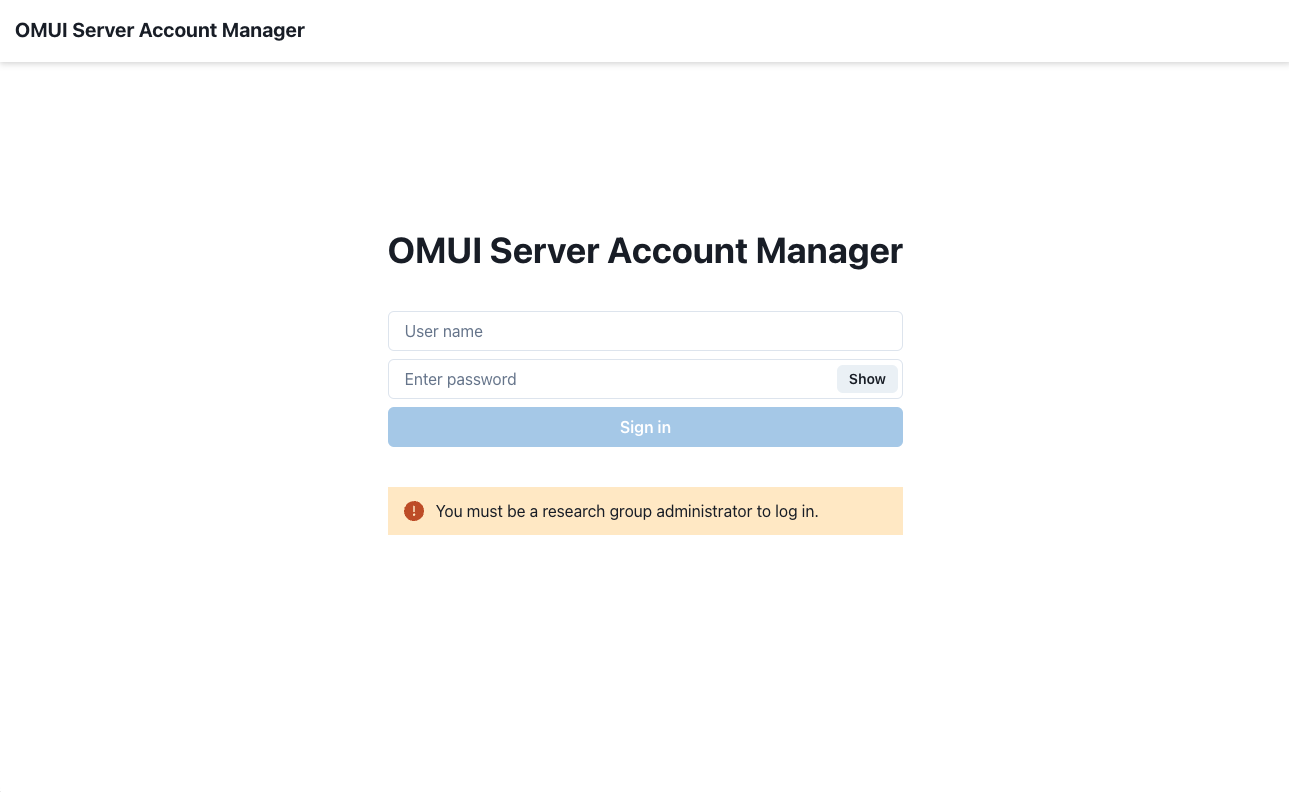 OMUI Server Account Manager
OMUI Server Account Manager
User name
Enter password
Show
Sign in
You must be a research group administrator to log in.